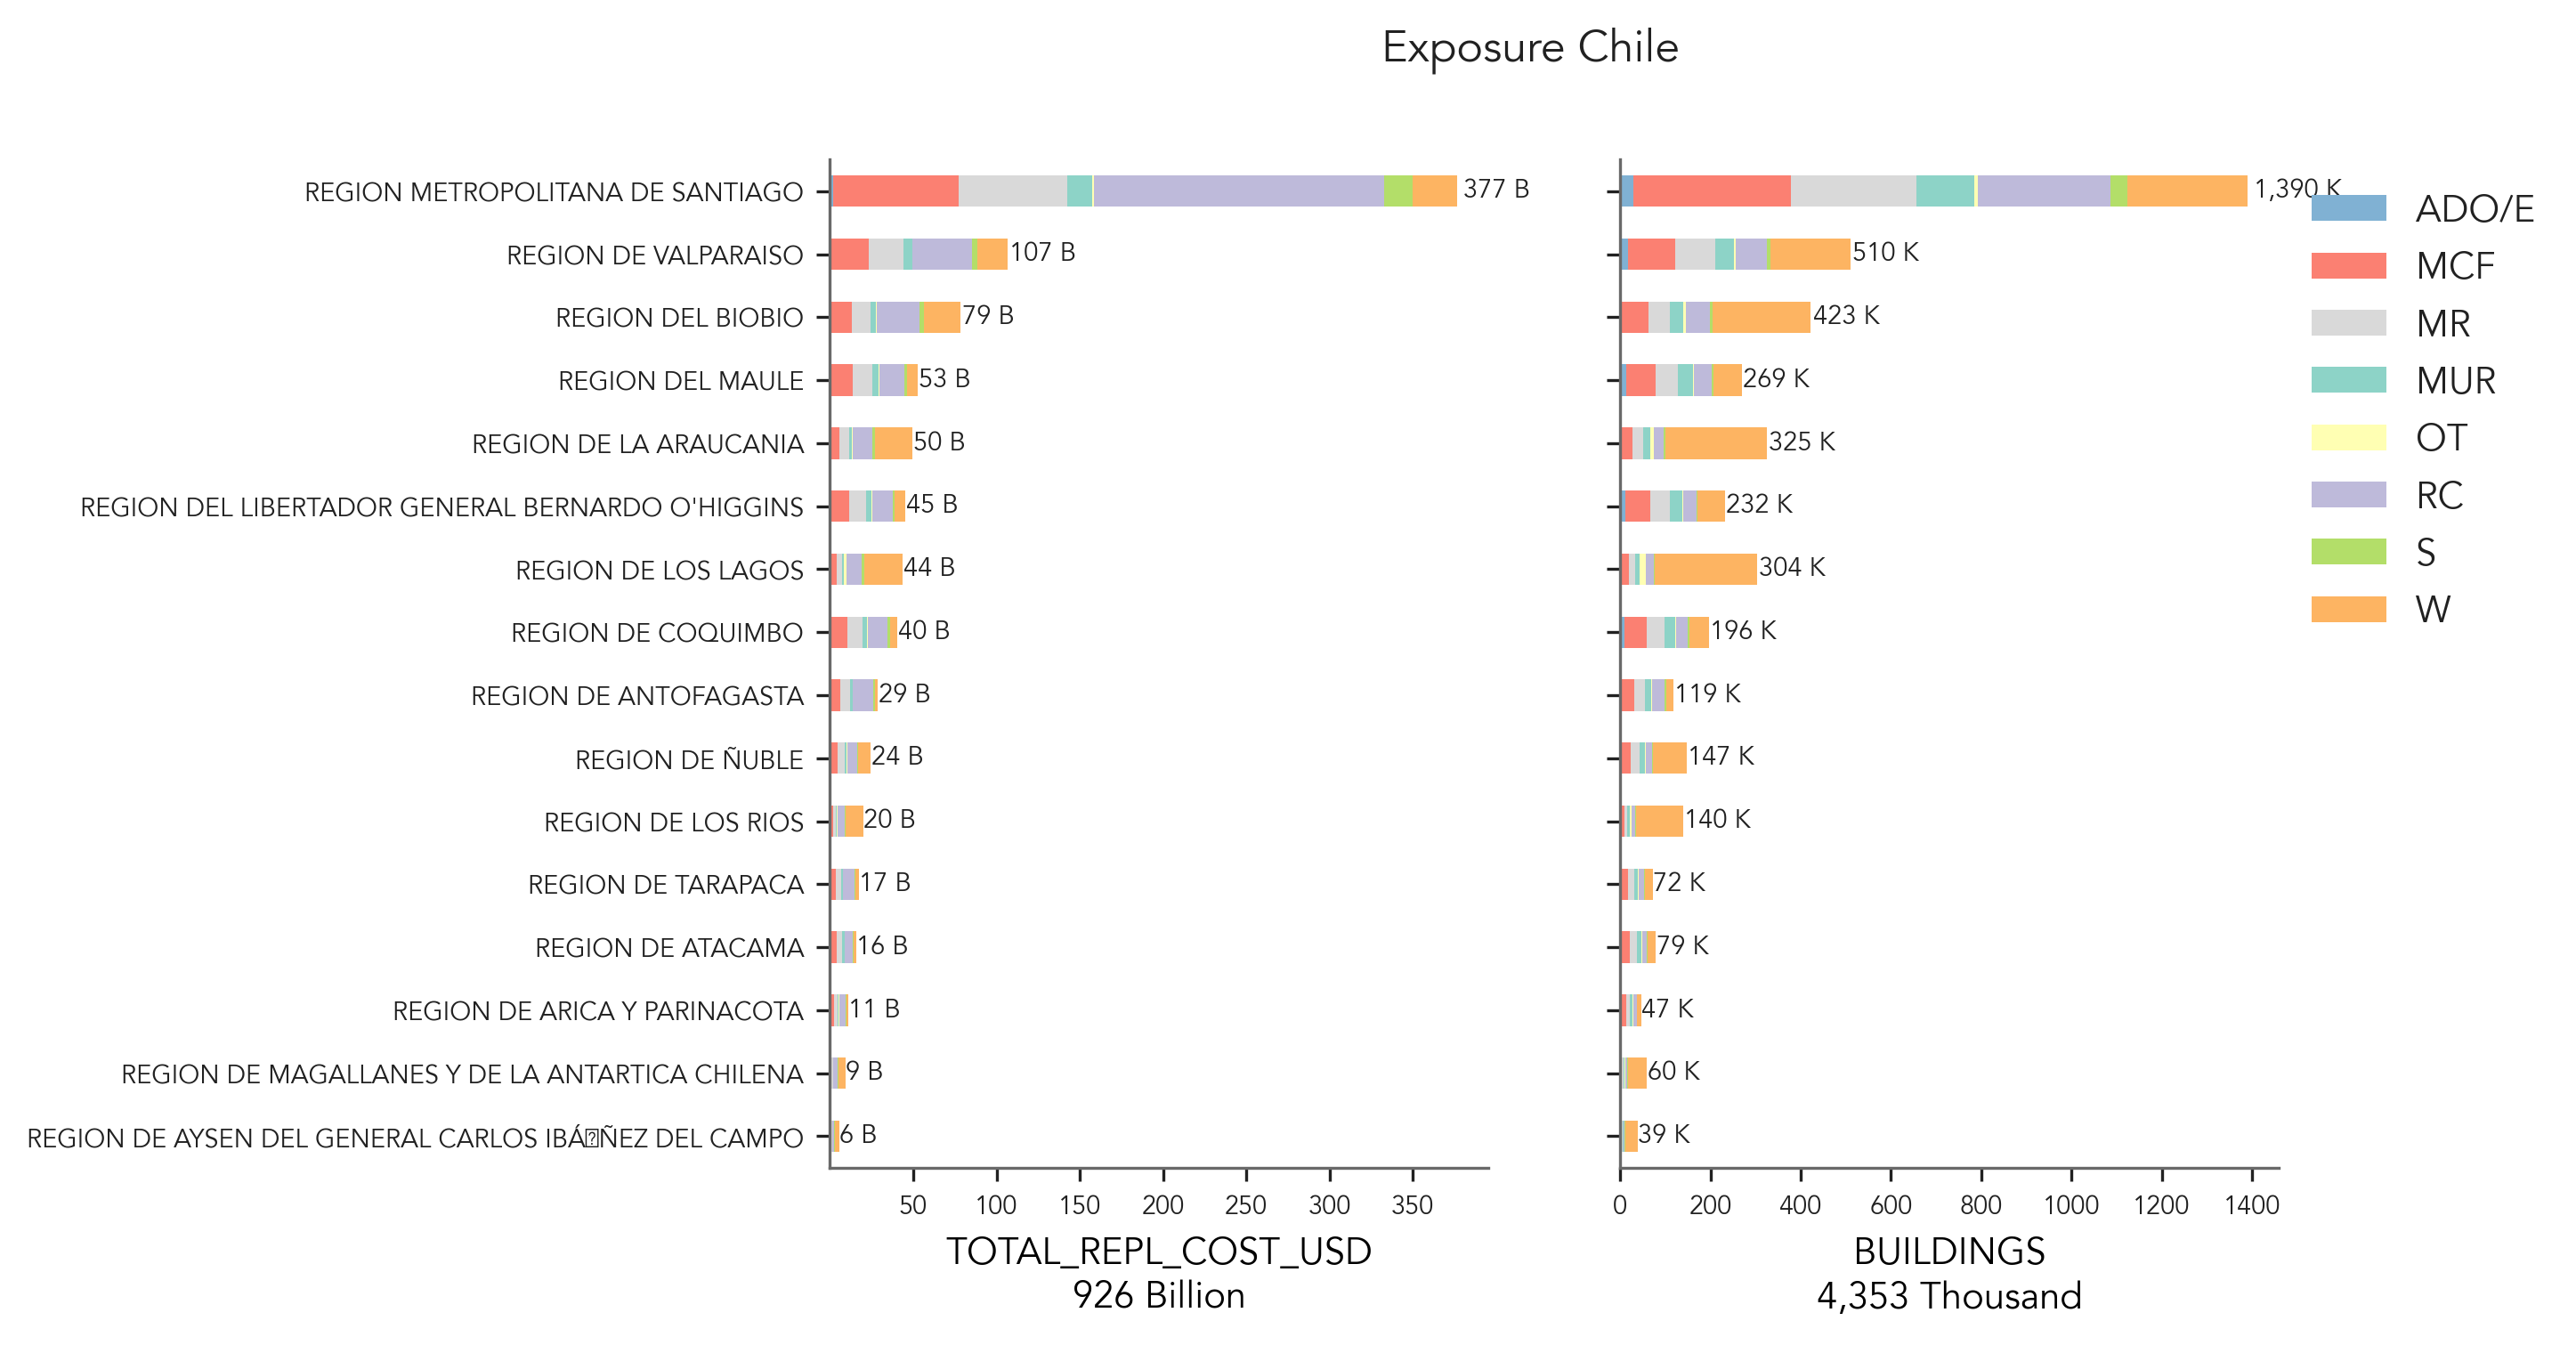 Exposure Chile
REGION METROPOLITANA DE SANTIAGO
REGION DE VALPARAISO
REGION DEL BIOBIO
REGION DEL MAULE
REGION DE LA ARAUCANIA
REGION DEL LIBERTADOR GENERAL BERNARDO O'HIGGINS
REGION DE LOS LAGOS
REGION DE COQUIMBO
REGION DE ANTOFAGASTA
REGION DE ÑUBLE
REGION DE LOS RIOS
REGION DE TARAPACA
REGION DE ATACAMA
REGION DE ARICA Y PARINACOTA
REGION DE MAGALLANES Y DE LA ANTARTICA CHILENA
REGION DE AYSEN DEL GENERAL CARLOS IBÁ�ÑEZ DEL CAMPO
377 B
107 B
79 B
53 B
50 B
45 B
44 B
40 B
29 B
24 B
20 B
17 B
16 B
11 B
9 B
6 B
50 100 150 200 250 300 350
TOTAL_REPL_COST_USD
926 Billion
1,390 K
510 K
423 K
269 K
325 K
232 K
304 K
196 K
119 K
147 K
140 K
72 K
79 K
47 K
60 K
39 K
0 200 400 600 800 1000 1200 1400
BUILDINGS
4,353 Thousand
ADO/E
MCF
MR
MUR
OT
RC
S
W